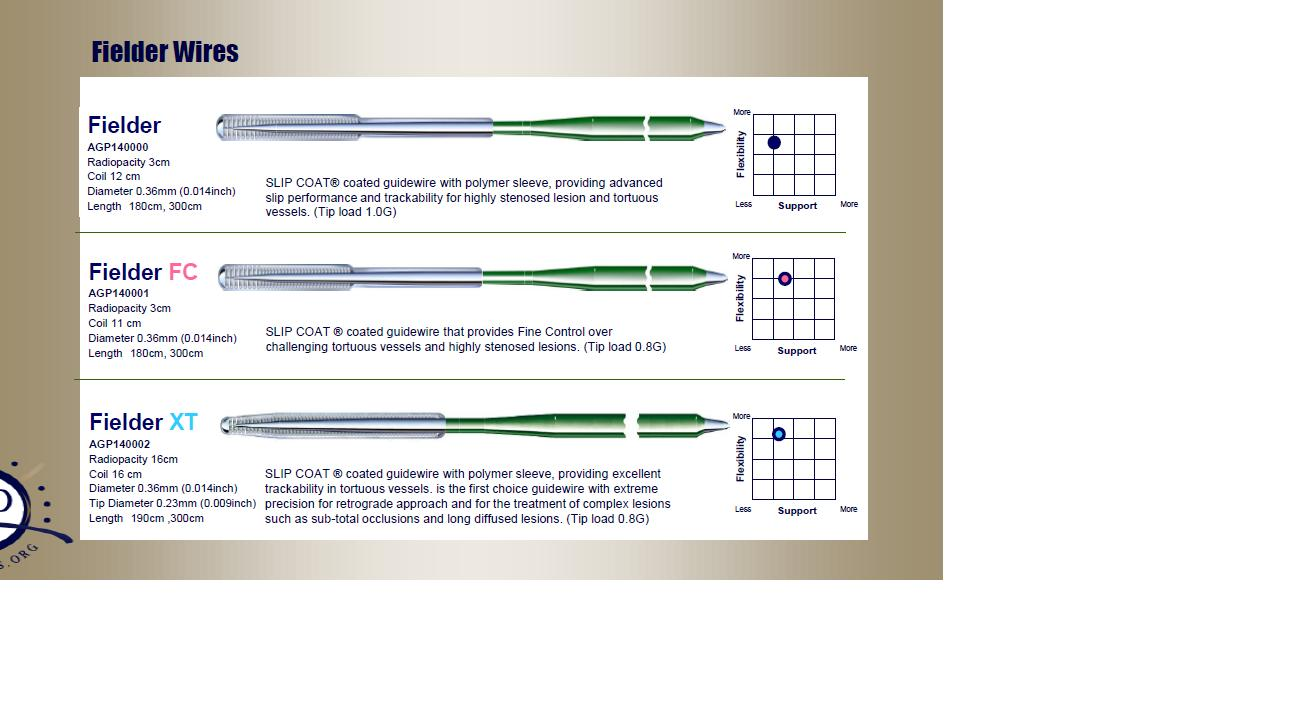 Fielder Wires
Fielder
AGP140000
Radiopacity 3cm
Coil 12 cm
Diameter 0.36mm (0.014inch)
Length 180cm, 300cm
SLIP COAT® coated guidewire with polymer sleeve, providing advanced
slip performance and trackability for highly stenosed lesion and tortuous
vessels. (Tip load 1.0G)
More
Flexibility
Less
Support
More
Fielder FC
AGP140001
Radiopacity 3cm
Coil 11 cm
Diameter 0.36mm (0.014inch)
Length 180cm, 300cm
SLIP COAT ® coated guidewire that provides Fine Control over
challenging tortuous vessels and highly stenosed lesions. (Tip load 0.8G)
More
Flexibility
Less
Support
More
Fielder XT
AGP140002
Radiopacity 16cm
Coil 16 cm
Diameter 0.36mm (0.014inch)
Tip Diameter 0.23mm (0.009inch)
Length 190cm ,300cm
SLIP COAT ® coated guidewire with polymer sleeve, providing excellent
trackability in tortuous vessels. is the first choice guidewire with extreme
precision for retrograde approach and for the treatment of complex lesions
such as sub-total occlusions and long diffused lesions. (Tip load 0.8G)
More
Flexibility
Less
Support
More
.ORG